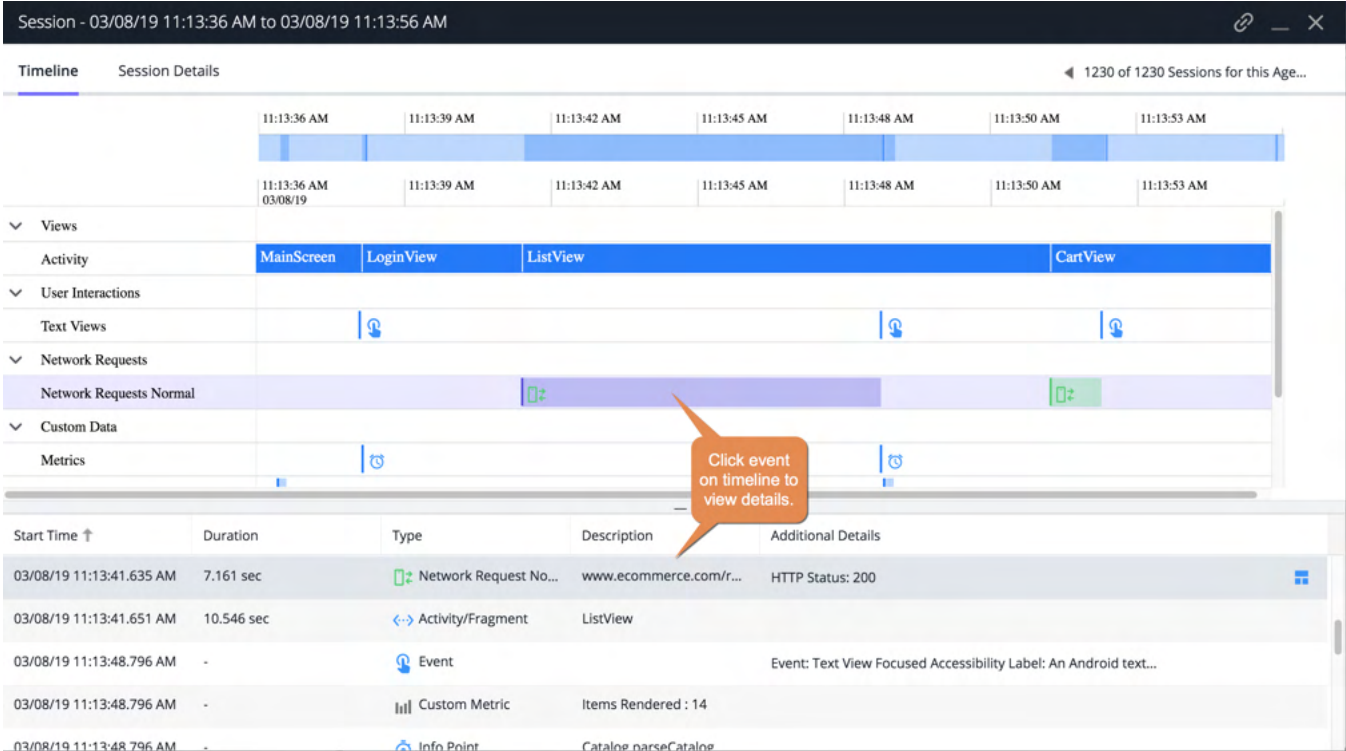 Session - 03/08/19 11:13:36 AM to 03/08/19 11:13:56 AM
Timeline Session Details 1230 of 1230 Sessions for this Age...
11:13:36 AM 11:13:39 AM 11:13:42 AM 11:13:45 AM 11:13:48 AM 11:13:50 AM 11:13:53 AM
11:13:36 AM 11:13:39 AM 11:13:42 AM 11:13:45 AM 11:13:48 AM 11:13:50 AM 11:13:53 AM
03/08/19
Views
Activity MainScreen LoginView ListView CartView
User Interactions
Text Views
Network Requests
Network Requests Normal
Custom Data
Metrics
Click event
on timeline to
view details.
Start Time Duration Type Description Additional Details
03/08/19 11:13:41.635 AM 7.161 sec Network Request No... www.ecommerce.com/r... HTTP Status: 200
03/08/19 11:13:41.651 AM 10.546 sec Activity/Fragment ListView
03/08/19 11:13:48.796 AM - Event Event: Text View Focused Accessibility Label: An Android text...
03/08/19 11:13:48.796 AM - Custom Metric Items Rendered : 14
03/08/19 11:13:48.796 AM - Info Point Catalog parseCatalog